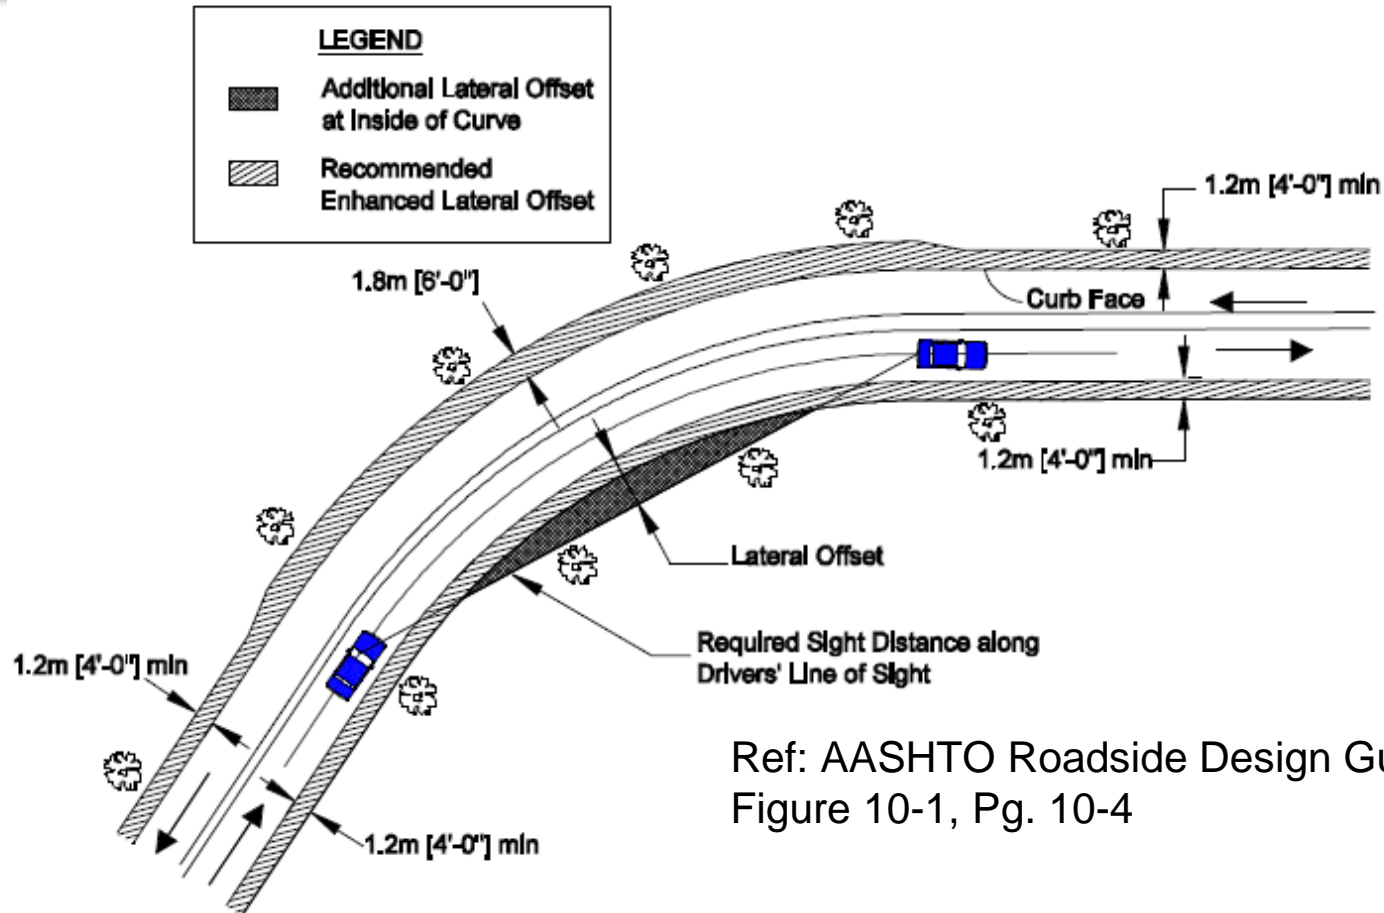 LEGEND
Additional Lateral Offset
at Inside of Curve
Recommended
Enhanced Lateral Offset
1.2m [4'-0"] min
1.8m [6'-0"]
Curb Face
1.2m [4'-0"] min
Lateral Offset
Required Sight Distance along
Drivers' Line of Sight
1.2m [4'-0"] min
Ref: AASHTO Roadside Design Gu
Figure 10-1, Pg. 10-4
1.2m [4'-0"] min